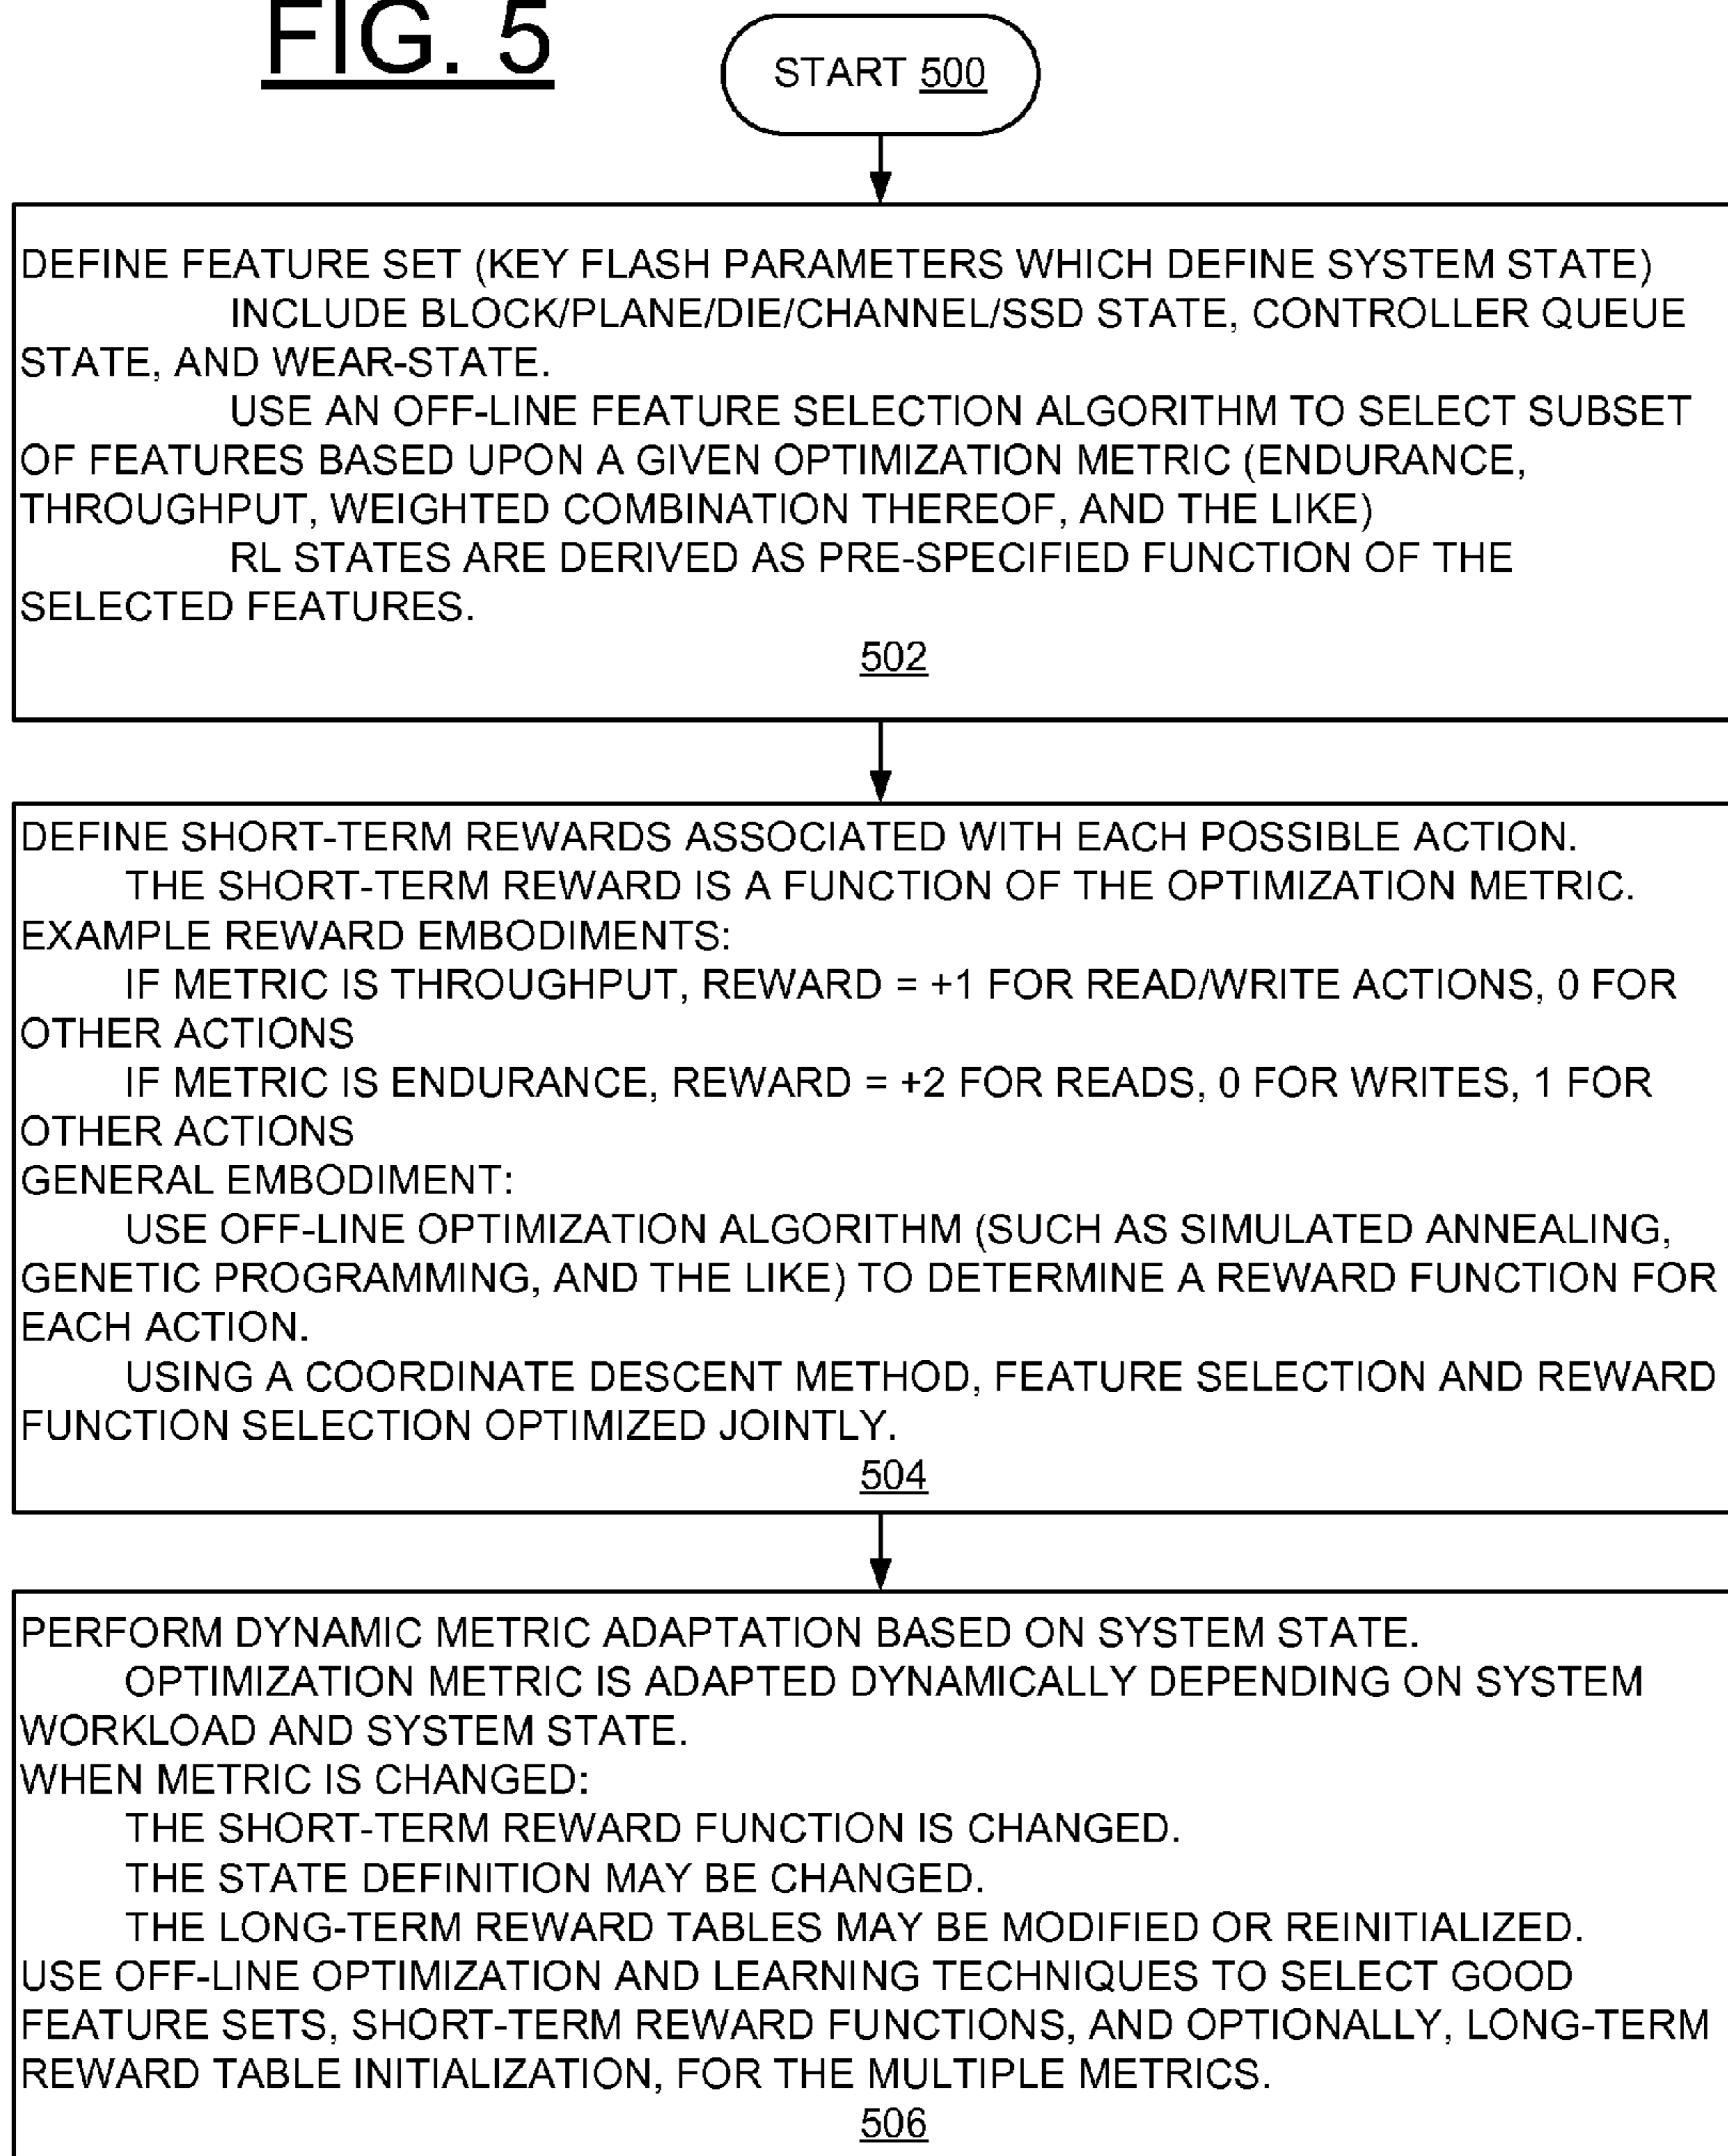 FIG. 5
START 500
DEFINE FEATURE SET (KEY FLASH PARAMETERS WHICH DEFINE SYSTEM STATE)
INCLUDE BLOCK/PLANE/DIE/CHANNEL/SSD STATE, CONTROLLER QUEUE
STATE, AND WEAR-STATE.
USE AN OFF-LINE FEATURE SELECTION ALGORITHM TO SELECT SUBSET
OF FEATURES BASED UPON A GIVEN OPTIMIZATION METRIC (ENDURANCE,
THROUGHPUT, WEIGHTED COMBINATION THEREOF, AND THE LIKE)
RL STATES ARE DERIVED AS PRE-SPECIFIED FUNCTION OF THE
SELECTED FEATURES.
502
DEFINE SHORT-TERM REWARDS ASSOCIATED WITH EACH POSSIBLE ACTION.
THE SHORT-TERM REWARD IS A FUNCTION OF THE OPTIMIZATION METRIC.
EXAMPLE REWARD EMBODIMENTS:
IF METRIC IS THROUGHPUT, REWARD = +1 FOR READ/WRITE ACTIONS, 0 FOR
OTHER ACTIONS
IF METRIC IS ENDURANCE, REWARD = +2 FOR READS, 0 FOR WRITES, 1 FOR
OTHER ACTIONS
GENERAL EMBODIMENT:
USE OFF-LINE OPTIMIZATION ALGORITHM (SUCH AS SIMULATED ANNEALING,
GENETIC PROGRAMMING, AND THE LIKE) TO DETERMINE A REWARD FUNCTION FOR
EACH ACTION.
USING A COORDINATE DESCENT METHOD, FEATURE SELECTION AND REWARD
FUNCTION SELECTION OPTIMIZED JOINTLY.
504
PERFORM DYNAMIC METRIC ADAPTATION BASED ON SYSTEM STATE.
OPTIMIZATION METRIC IS ADAPTED DYNAMICALLY DEPENDING ON SYSTEM
WORKLOAD AND SYSTEM STATE.
WHEN METRIC IS CHANGED:
THE SHORT-TERM REWARD FUNCTION IS CHANGED.
THE STATE DEFINITION MAY BE CHANGED.
THE LONG-TERM REWARD TABLES MAY BE MODIFIED OR REINITIALIZED.
USE OFF-LINE OPTIMIZATION AND LEARNING TECHNIQUES TO SELECT GOOD
FEATURE SETS, SHORT-TERM REWARD FUNCTIONS, AND OPTIONALLY, LONG-TERM
REWARD TABLE INITIALIZATION, FOR THE MULTIPLE METRICS.
506